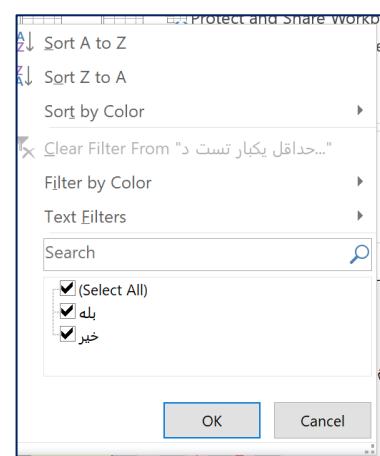 Protect and Share Workb
Sort A to Z
Sort Z to A
Sort by Color
Clear Filter From "حداقل یکبار تست د..."
Filter by Color
Text Filters
Search
(Select All)
بله
خیر
OK
Cancel